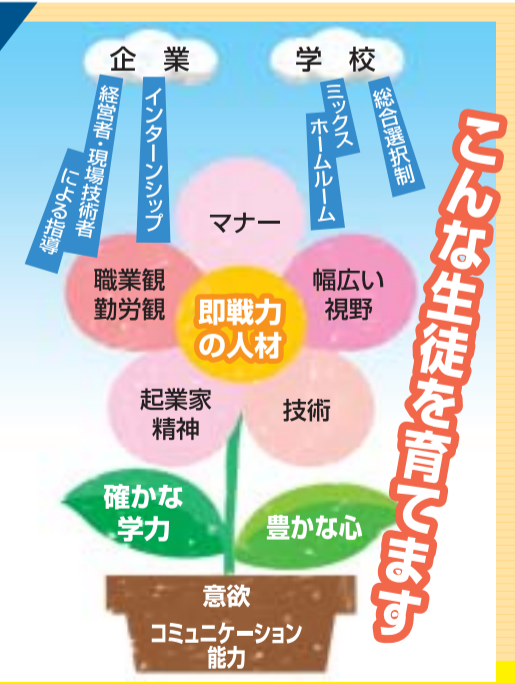 企業
学校
経営者・現場技術者
による指導
インターンシップ
ミックス
ホームルーム
総合選択制
こんな生徒を育てます
マナー
職業観
勤労観
幅広い
視野
即戦力
の人材
起業家
精神
技術
確かな
学力
豊かな心
意欲
コミュニケーション
能力